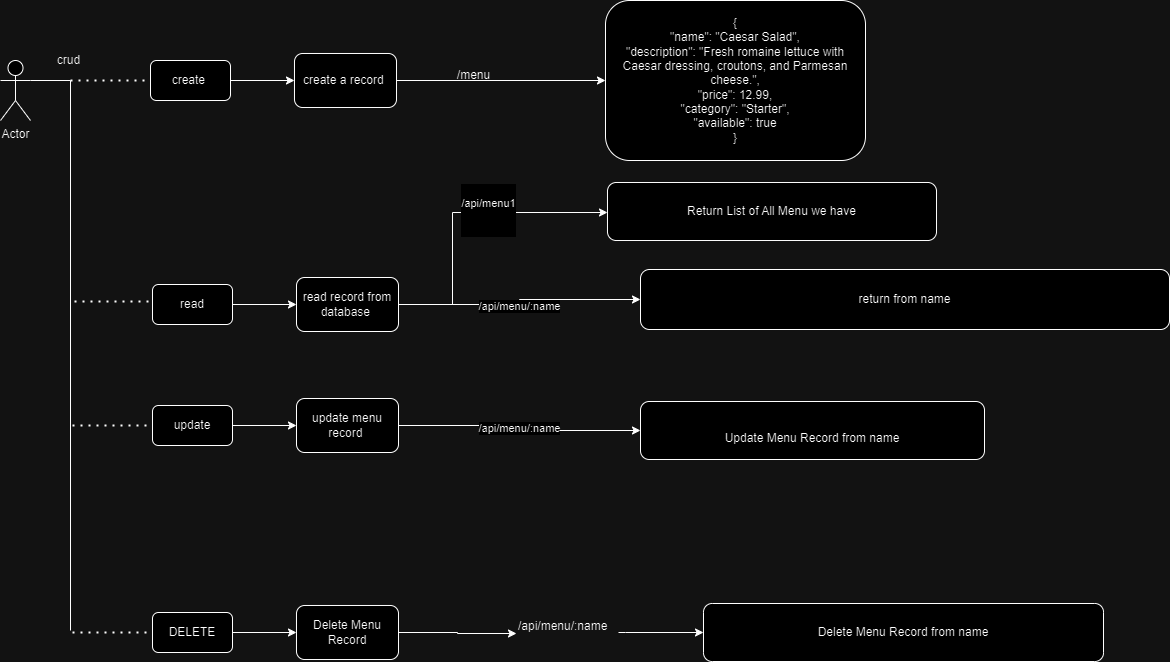 crud
Actor
create
create a record
/menu
{
"name": "Caesar Salad",
"description": "Fresh romaine lettuce with
Caesar dressing, croutons, and Parmesan
cheese.",
"price": 12.99,
"category": "Starter",
"available": true
}
/api/menu1
Return List of All Menu we have
read
read record from
database
/api/menu/:name
return from name
update
update menu
record
/api/menu/:name
Update Menu Record from name
DELETE
Delete Menu
Record
/api/menu/:name
Delete Menu Record from name